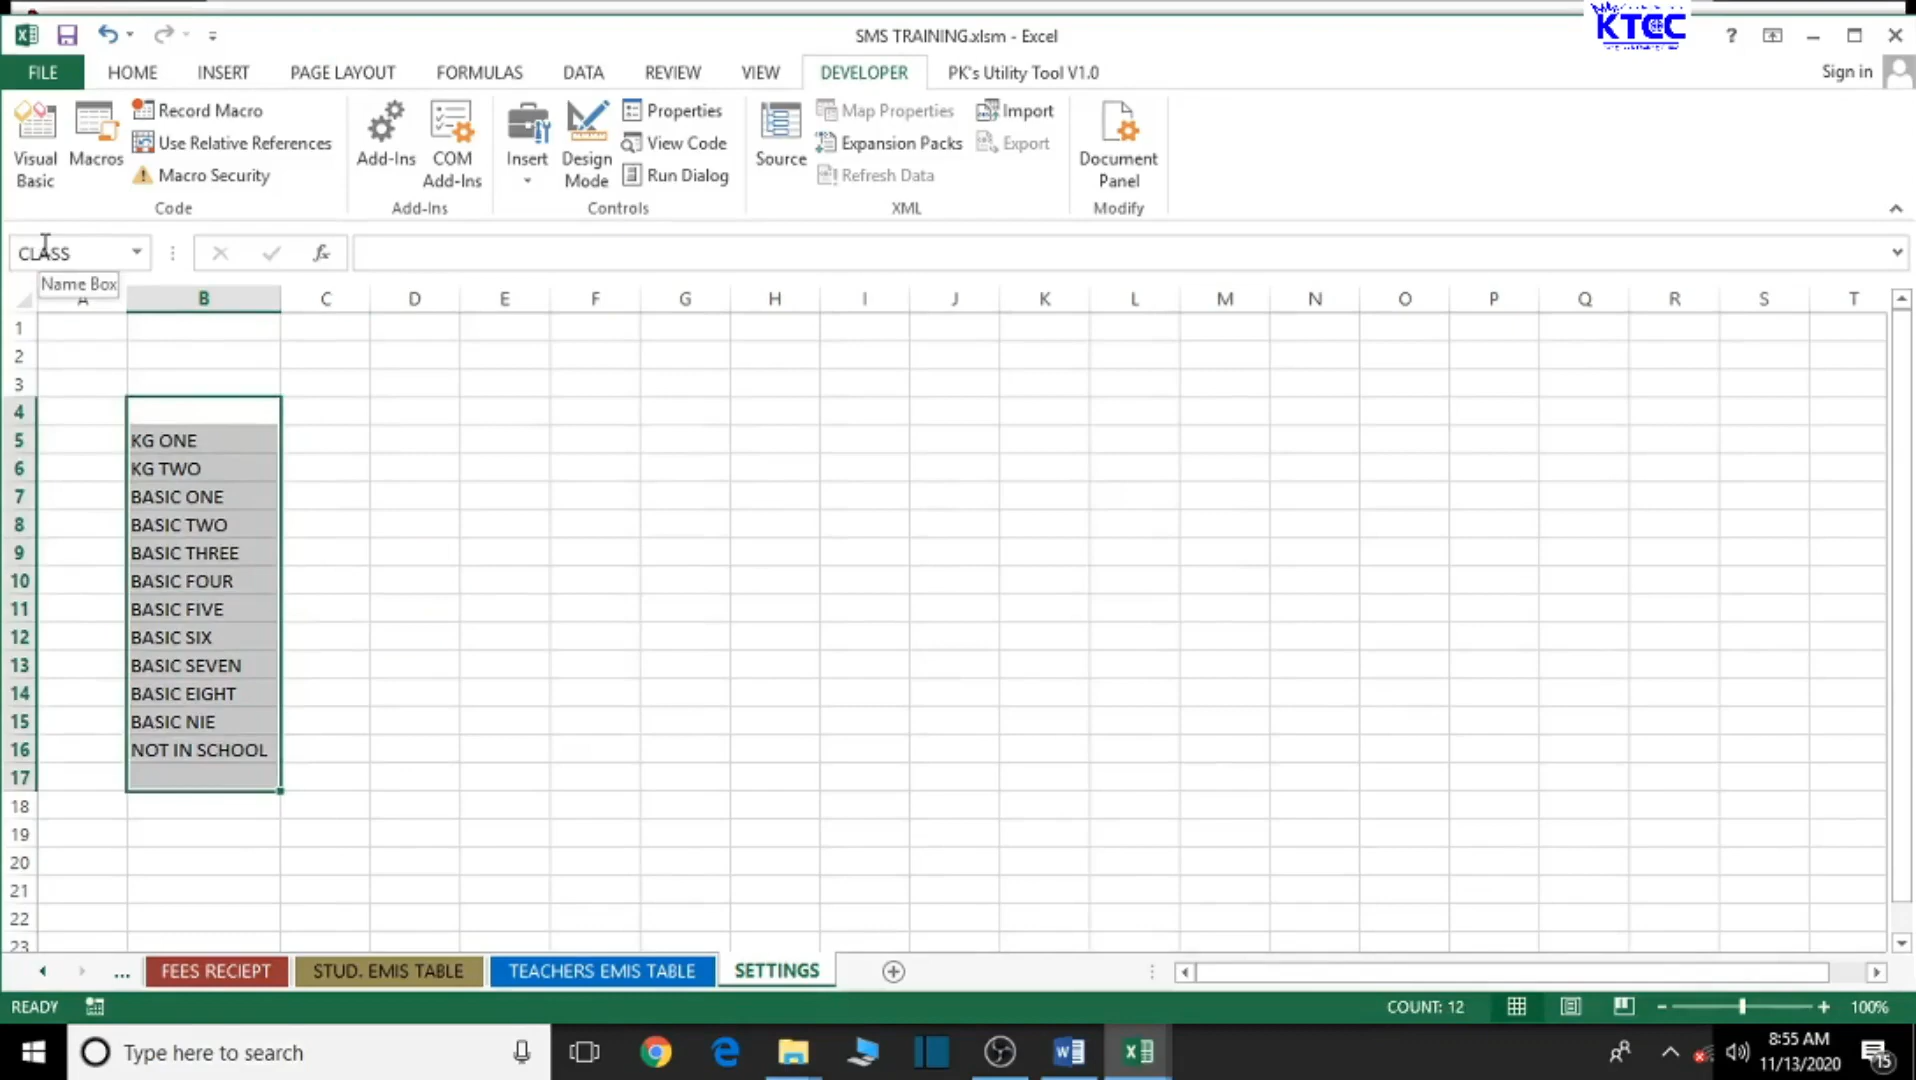 KTCC
SMS TRAINING.xlsm - Excel
?
FILE HOME INSERT PAGE LAYOUT FORMULAS DATA REVIEW VIEW DEVELOPER PK's Utility Tool V1.0 Sign in
Visual Basic
Macros
Record Macro
Use Relative References
Macro Security
Code
Add-Ins
COM Add-Ins
Add-Ins
Insert
Design Mode
Properties
View Code
Run Dialog
Controls
Source
Map Properties
Expansion Packs
Refresh Data
Import
Export
XML
Document Panel
Modify
CLASS
fx
Name Box
A B C D E F G H I J K L M N O P Q R S T
1
2
3
4
5 KG ONE
6 KG TWO
7 BASIC ONE
8 BASIC TWO
9 BASIC THREE
10 BASIC FOUR
11 BASIC FIVE
12 BASIC SIX
13 BASIC SEVEN
14 BASIC EIGHT
15 BASIC NIE
16 NOT IN SCHOOL
17
18
19
20
21
22
23
... FEES RECIEPT STUD. EMIS TABLE TEACHERS EMIS TABLE SETTINGS
READY COUNT: 12 100%
Type here to search
8:55 AM
11/13/2020
15